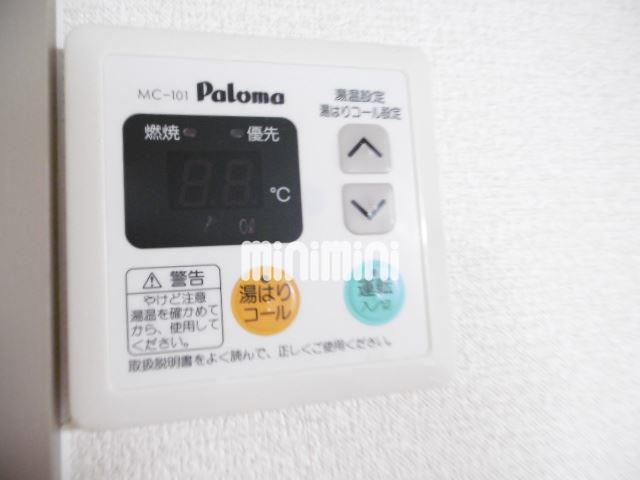 MC-101 Paloma
湯温設定
湯はりコール設定
燃焼 優先
88 °C
minimini
⚠ 警告
やけど注意
湯温を確かめて
から、使用して
ください。
湯はり
コール
運転
入/切
取扱説明書をよく読んで、正しくご使用ください。